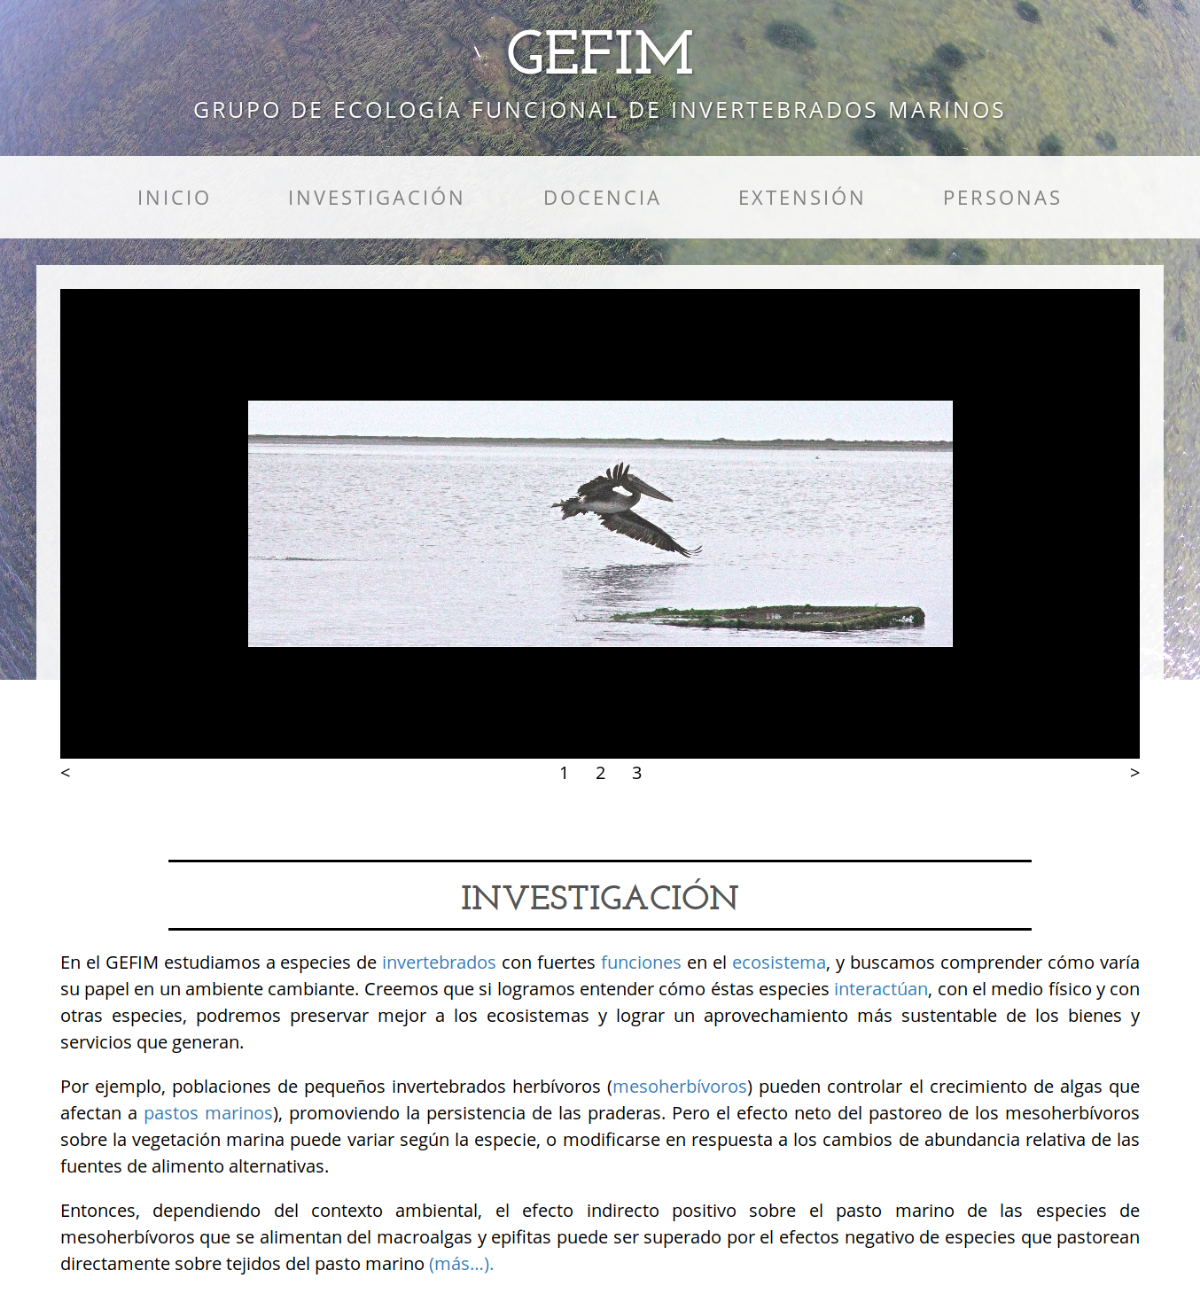 GEFIM
GRUPO DE ECOLOGÍA FUNCIONAL DE INVERTEBRADOS MARINOS
INICIO INVESTIGACIÓN DOCENCIA EXTENSIÓN PERSONAS
< 1 2 3 >
INVESTIGACIÓN
En el GEFIM estudiamos a especies de invertebrados con fuertes funciones en el ecosistema, y buscamos comprender cómo varía
su papel en un ambiente cambiante. Creemos que si logramos entender cómo éstas especies interactúan, con el medio físico y con
otras especies, podremos preservar mejor a los ecosistemas y lograr un aprovechamiento más sustentable de los bienes y
servicios que generan.
Por ejemplo, poblaciones de pequeños invertebrados herbívoros (mesoherbívoros) pueden controlar el crecimiento de algas que
afectan a pastos marinos), promoviendo la persistencia de las praderas. Pero el efecto neto del pastoreo de los mesoherbívoros
sobre la vegetación marina puede variar según la especie, o modificarse en respuesta a los cambios de abundancia relativa de las
fuentes de alimento alternativas.
Entonces, dependiendo del contexto ambiental, el efecto indirecto positivo sobre el pasto marino de las especies de
mesoherbívoros que se alimentan del macroalgas y epifitas puede ser superado por el efectos negativo de especies que pastorean
directamente sobre tejidos del pasto marino (más...).